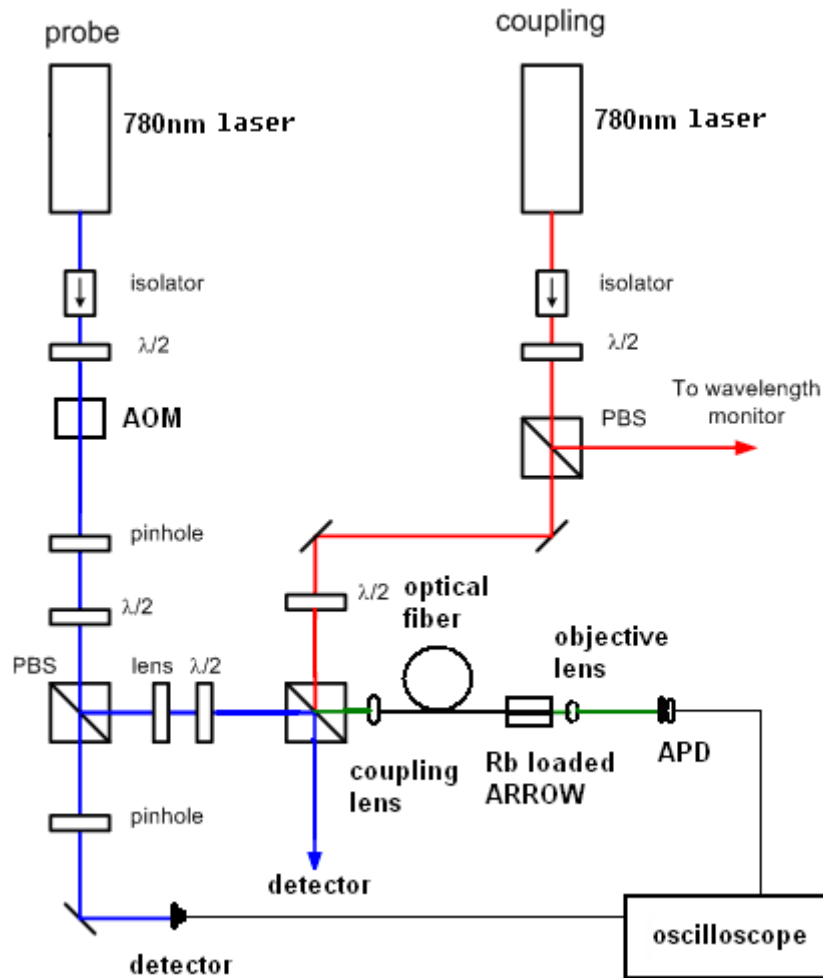 probe
coupling
780nm laser
780nm laser
isolator
isolator
λ/2
λ/2
AOM
PBS
To wavelength
monitor
pinhole
λ/2
λ/2
optical
fiber
objective
lens
PBS
lens
λ/2
coupling
lens
Rb loaded
ARROW
APD
pinhole
detector
detector
oscilloscope